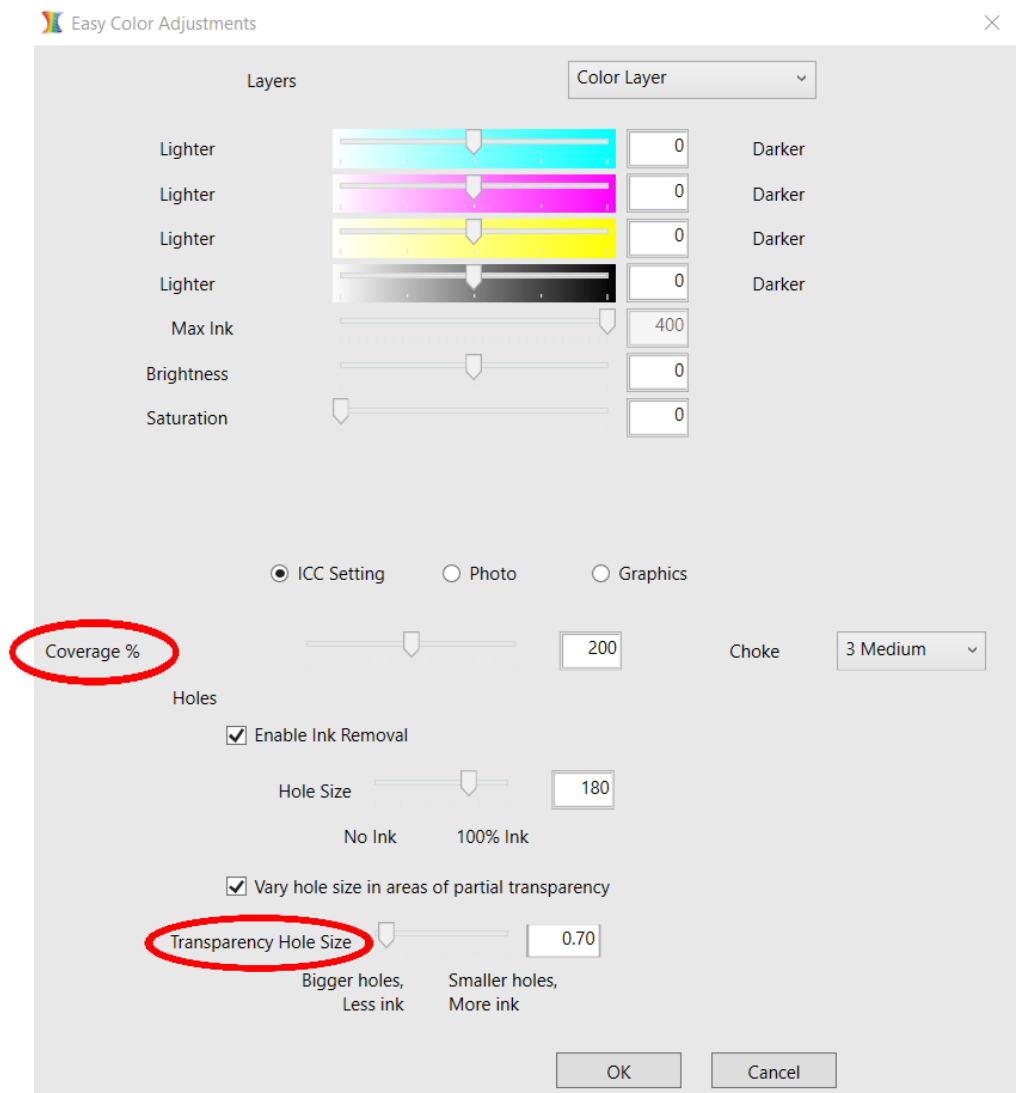 Easy Color Adjustments
Layers Color Layer
Lighter 0 Darker
Lighter 0 Darker
Lighter 0 Darker
Lighter 0 Darker
Max Ink 400
Brightness 0
Saturation 0
ICC Setting Photo Graphics
Coverage % 200 Choke 3 Medium
Holes
Enable Ink Removal
Hole Size 180
No Ink 100% Ink
Vary hole size in areas of partial transparency
Transparency Hole Size 0.70
Bigger holes, Smaller holes,
Less ink More ink
OK Cancel